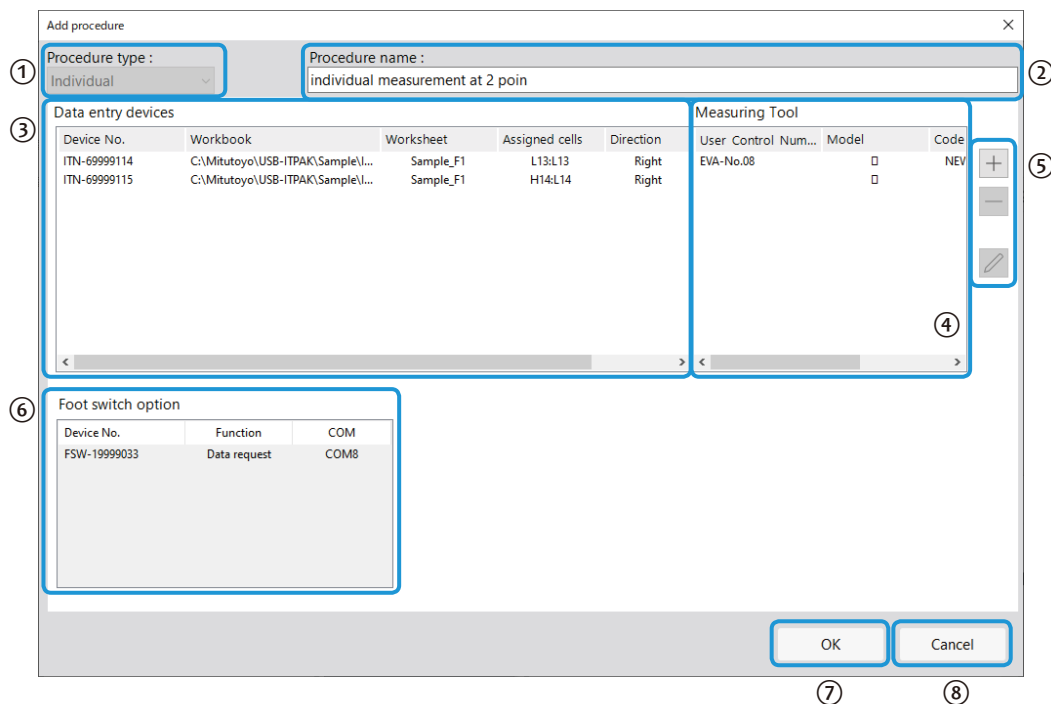 Add procedure
① Procedure type :
Individual
② Procedure name :
individual measurement at 2 poin
③ Data entry devices
Device No. Workbook Worksheet Assigned cells Direction
ITN-69999114 C:\Mitutoyo\USB-ITPAK\Sample\I... Sample_F1 L13:L13 Right
ITN-69999115 C:\Mitutoyo\USB-ITPAK\Sample\I... Sample_F1 H14:L14 Right
Measuring Tool
User Control Num... Model Code
EVA-No.08 NEV
④
⑤
⑥ Foot switch option
Device No. Function COM
FSW-19999033 Data request COM8
OK Cancel
⑦ ⑧